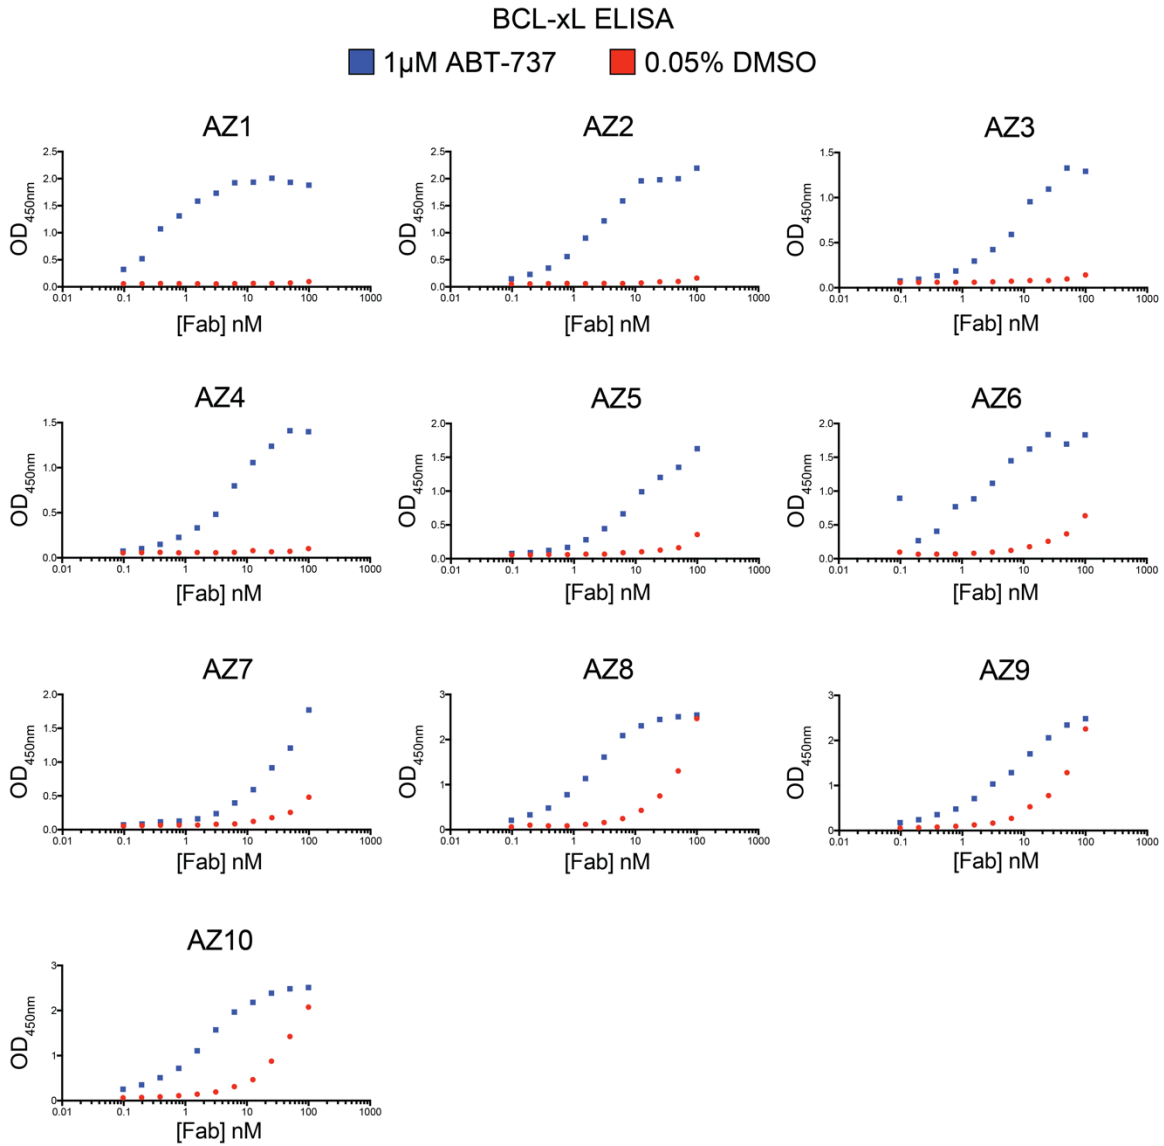 BCL-xL ELISA
1µM ABT-737 0.05% DMSO
AZ1 AZ2 AZ3
2.5 2.5 1.5
2.0 2.0
1.5 1.5 1.0
1.0 1.0 0.5
0.5 0.5
0.0 0.0 0.0
OD450nm OD450nm OD450nm
0.01 0.1 1 10 100 1000 0.01 0.1 1 10 100 1000 0.01 0.1 1 10 100 1000
[Fab] nM [Fab] nM [Fab] nM
AZ4 AZ5 AZ6
1.5 2.0 2.0
1.0 1.5 1.5
1.0 1.0
0.5 0.5 0.5
0.0 0.0 0.0
OD450nm OD450nm OD450nm
0.01 0.1 1 10 100 1000 0.01 0.1 1 10 100 1000 0.01 0.1 1 10 100 1000
[Fab] nM [Fab] nM [Fab] nM
AZ7 AZ8 AZ9
2.0 3 3
1.5 2 2
1.0
0.5 1 1
0.0 0 0
OD450nm OD450nm OD450nm
0.01 0.1 1 10 100 1000 0.01 0.1 1 10 100 1000 0.01 0.1 1 10 100 1000
[Fab] nM [Fab] nM [Fab] nM
AZ10
3
2
1
0
OD450nm
0.01 0.1 1 10 100 1000
[Fab] nM